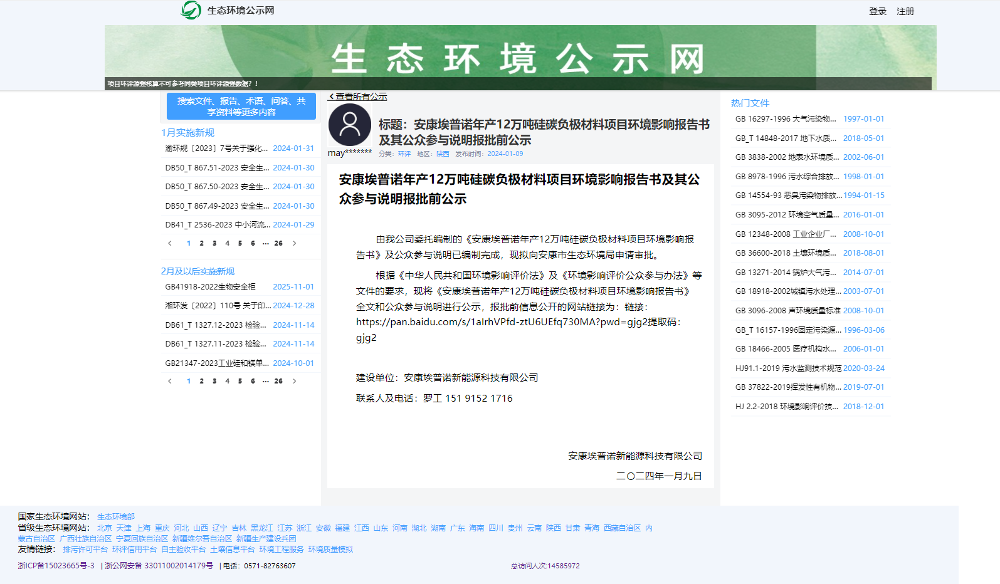 生态环境公示网
登录 注册
生态环境公示网
项目环评源强核算不可参考同类项目环评源强数据？！
搜索文件、报告、术语、问答、共
享资料等更多内容
1月实施新规
渝环规〔2023〕7号关于强化... 2024-01-31
DB50_T 867.51-2023 安全生... 2024-01-30
DB50_T 867.50-2023 安全生... 2024-01-30
DB50_T 867.49-2023 安全生... 2024-01-30
DB41_T 2536-2023 中小河流... 2024-01-29
1 2 3 4 5 6 ··· 26
2月及以后实施新规
GB41918-2022生物安全柜 2025-11-01
湘环发〔2022〕110号 关于印... 2024-12-28
DB61_T 1327.12-2023 检验... 2024-11-14
DB61_T 1327.11-2023 检验... 2024-11-14
GB21347-2023工业硅和镁单... 2024-10-01
1 2 3 4 5 6 ··· 26
查看所有公示
may*******
标题：安康埃普诺年产12万吨硅碳负极材料项目环境影响报告书
及其公众参与说明报批前公示
分类：环评 地区：陕西 发布时间：2024-01-09
安康埃普诺年产12万吨硅碳负极材料项目环境影响报告书及其公
众参与说明报批前公示
由我公司委托编制的《安康埃普诺年产12万吨硅碳负极材料项目环境影响报
告书》及公众参与说明已编制完成，现拟向安康市生态环境局申请审批。
根据《中华人民共和国环境影响评价法》及《环境影响评价公众参与办法》等
文件的要求，现将《安康埃普诺年产12万吨硅碳负极材料项目环境影响报告书》
全文和公众参与说明进行公示，报批前信息公开的网站链接为：链接：
https://pan.baidu.com/s/1aIrhVPfd-ztU6UEfq730MA?pwd=gjg2提取码：
gjg2
建设单位：安康埃普诺新能源科技有限公司
联系人及电话：罗工 151 9152 1716
安康埃普诺新能源科技有限公司
二〇二四年一月九日
热门文件
GB 16297-1996 大气污染物... 1997-01-01
GB_T 14848-2017 地下水质... 2018-05-01
GB 3838-2002 地表水环境质... 2002-06-01
GB 8978-1996 污水综合排放... 1998-01-01
GB 14554-93 恶臭污染物排放... 1994-01-15
GB 3095-2012 环境空气质量... 2016-01-01
GB 12348-2008 工业企业厂... 2008-10-01
GB 36600-2018 土壤环境质... 2018-08-01
GB 13271-2014 锅炉大气污... 2014-07-01
GB 18918-2002城镇污水处理... 2003-07-01
GB 3096-2008 声环境质量标准 2008-10-01
GB_T 16157-1996固定污染源... 1996-03-06
GB 18466-2005 医疗机构水... 2006-01-01
HJ91.1-2019 污水监测技术规范 2020-03-24
GB 37822-2019挥发性有机物... 2019-07-01
HJ 2.2-2018 环境影响评价技... 2018-12-01
国家生态环境网站： 生态环境部
省级生态环境网站： 北京 天津 上海 重庆 河北 山西 辽宁 吉林 黑龙江 江苏 浙江 安徽 福建 江西 山东 河南 湖北 湖南 广东 海南 四川 贵州 云南 陕西 甘肃 青海 西藏自治区 内
蒙古自治区 广西壮族自治区 宁夏回族自治区 新疆维尔吾自治区 新疆生产建设兵团
友情链接： 排污许可平台 环评信用平台 自主验收平台 土壤信息平台 环境工程服务 环境质量模拟
浙ICP备15023665号-3 | 浙公网安备 33011002014179号 | 电话：0571-82763607 总访问人次:14585972